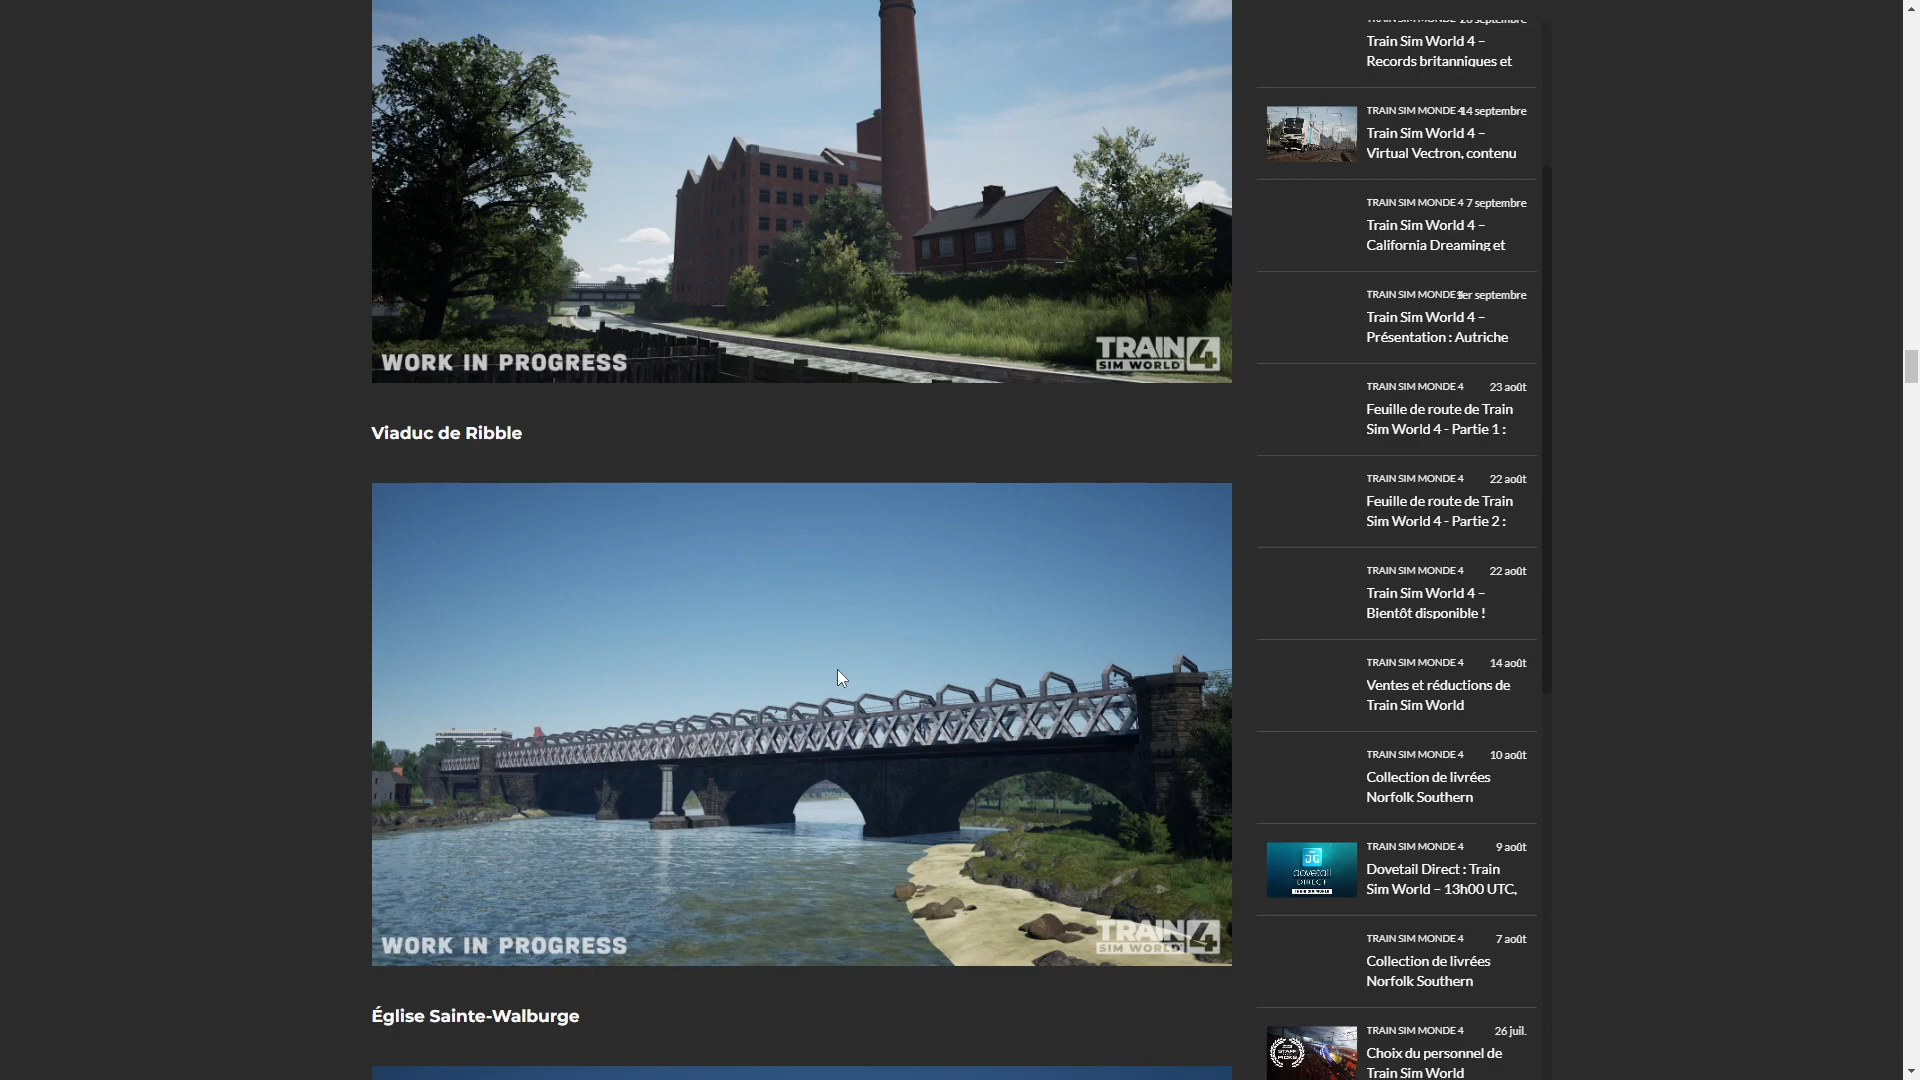 WORK IN PROGRESS
TRAIN 4
SIM WORLD
Viaduc de Ribble
WORK IN PROGRESS
TRAIN 4
SIM WORLD
Église Sainte-Walburge
Train Sim World 4 –
Records britanniques et
TRAIN SIM MONDE 4 14 septembre
Train Sim World 4 –
Virtual Vectron, contenu
TRAIN SIM MONDE 4 7 septembre
Train Sim World 4 –
California Dreaming et
TRAIN SIM MONDE 1er septembre
Train Sim World 4 –
Présentation : Autriche
TRAIN SIM MONDE 4 23 août
Feuille de route de Train
Sim World 4 - Partie 1 :
TRAIN SIM MONDE 4 22 août
Feuille de route de Train
Sim World 4 - Partie 2 :
TRAIN SIM MONDE 4 22 août
Train Sim World 4 –
Bientôt disponible !
TRAIN SIM MONDE 4 14 août
Ventes et réductions de
Train Sim World
TRAIN SIM MONDE 4 10 août
Collection de livrées
Norfolk Southern
dovetail
DIRECT
TRAIN SIM MONDE 4 9 août
Dovetail Direct : Train
Sim World – 13h00 UTC,
TRAIN SIM MONDE 4 7 août
Collection de livrées
Norfolk Southern
STAFF
PICKS
TRAIN SIM MONDE 4 26 juil.
Choix du personnel de
Train Sim World